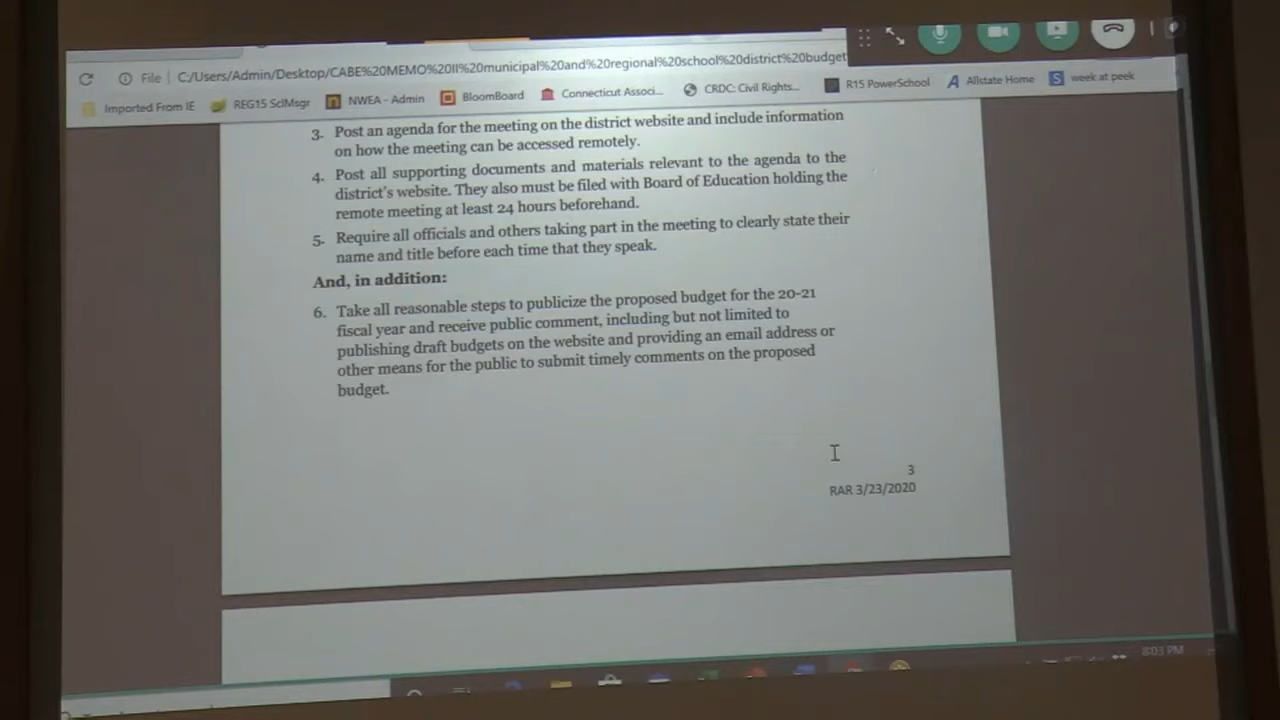 File | C:/Users/Admin/Desktop/CABE%20MEMO%20II%20municipal%20and%20regional%20school%20district%20budget
Imported From IE REG15 SclMsgr NWEA - Admin BloomBoard Connecticut Associ... CRDC: Civil Rights... R15 PowerSchool Allstate Home week at peek
3. Post an agenda for the meeting on the district website and include information
on how the meeting can be accessed remotely.
4. Post all supporting documents and materials relevant to the agenda to the
district's website. They also must be filed with Board of Education holding the
remote meeting at least 24 hours beforehand.
5. Require all officials and others taking part in the meeting to clearly state their
name and title before each time that they speak.
And, in addition:
6. Take all reasonable steps to publicize the proposed budget for the 20-21
fiscal year and receive public comment, including but not limited to
publishing draft budgets on the website and providing an email address or
other means for the public to submit timely comments on the proposed
budget.
3
RAR 3/23/2020
8:03 PM